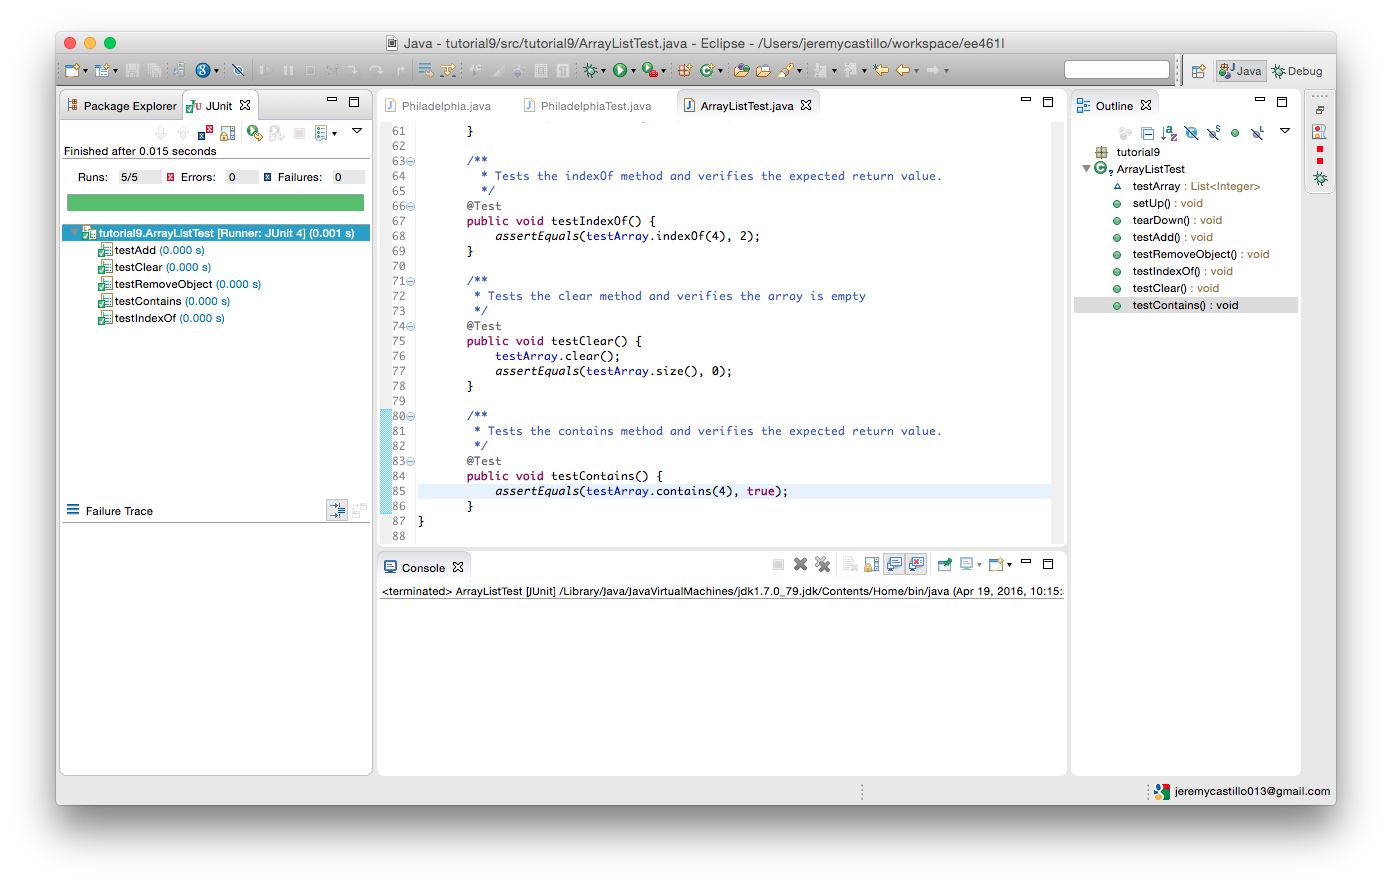 Java - tutorial9/src/tutorial9/ArrayListTest.java - Eclipse - /Users/jeremycastillo/workspace/ee461l
Java
Debug
Package Explorer
JUnit
Finished after 0.015 seconds
Runs: 5/5 Errors: 0 Failures: 0
tutorial9.ArrayListTest [Runner: JUnit 4] (0.001 s)
testAdd (0.000 s)
testClear (0.000 s)
testRemoveObject (0.000 s)
testContains (0.000 s)
testIndexOf (0.000 s)
Failure Trace
Philadelphia.java
PhiladelphiaTest.java
ArrayListTest.java
61 }
62
63 /**
64 * Tests the indexOf method and verifies the expected return value.
65 */
66 @Test
67 public void testIndexOf() {
68 assertEquals(testArray.indexOf(4), 2);
69 }
70
71 /**
72 * Tests the clear method and verifies the array is empty
73 */
74 @Test
75 public void testClear() {
76 testArray.clear();
77 assertEquals(testArray.size(), 0);
78 }
79
80 /**
81 * Tests the contains method and verifies the expected return value.
82 */
83 @Test
84 public void testContains() {
85 assertEquals(testArray.contains(4), true);
86 }
87 }
88
Console
<terminated> ArrayListTest [JUnit] /Library/Java/JavaVirtualMachines/jdk1.7.0_79.jdk/Contents/Home/bin/java (Apr 19, 2016, 10:15:
Outline
tutorial9
ArrayListTest
testArray : List<Integer>
setUp() : void
tearDown() : void
testAdd() : void
testRemoveObject() : void
testIndexOf() : void
testClear() : void
testContains() : void
jeremycastillo013@gmail.com